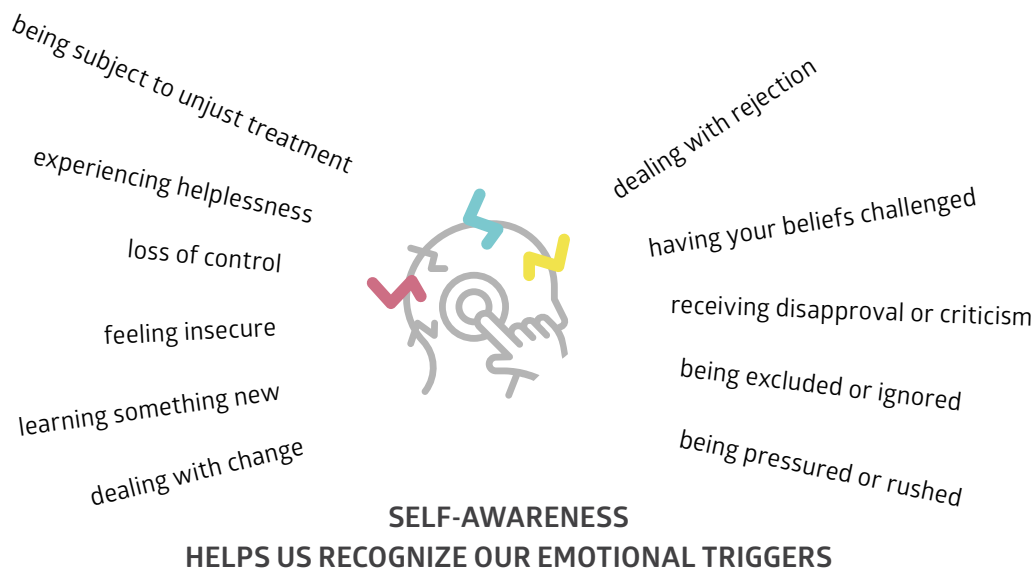 being subject to unjust treatment
experiencing helplessness
loss of control
feeling insecure
learning something new
dealing with change
dealing with rejection
having your beliefs challenged
receiving disapproval or criticism
being excluded or ignored
being pressured or rushed
SELF-AWARENESS
HELPS US RECOGNIZE OUR EMOTIONAL TRIGGERS